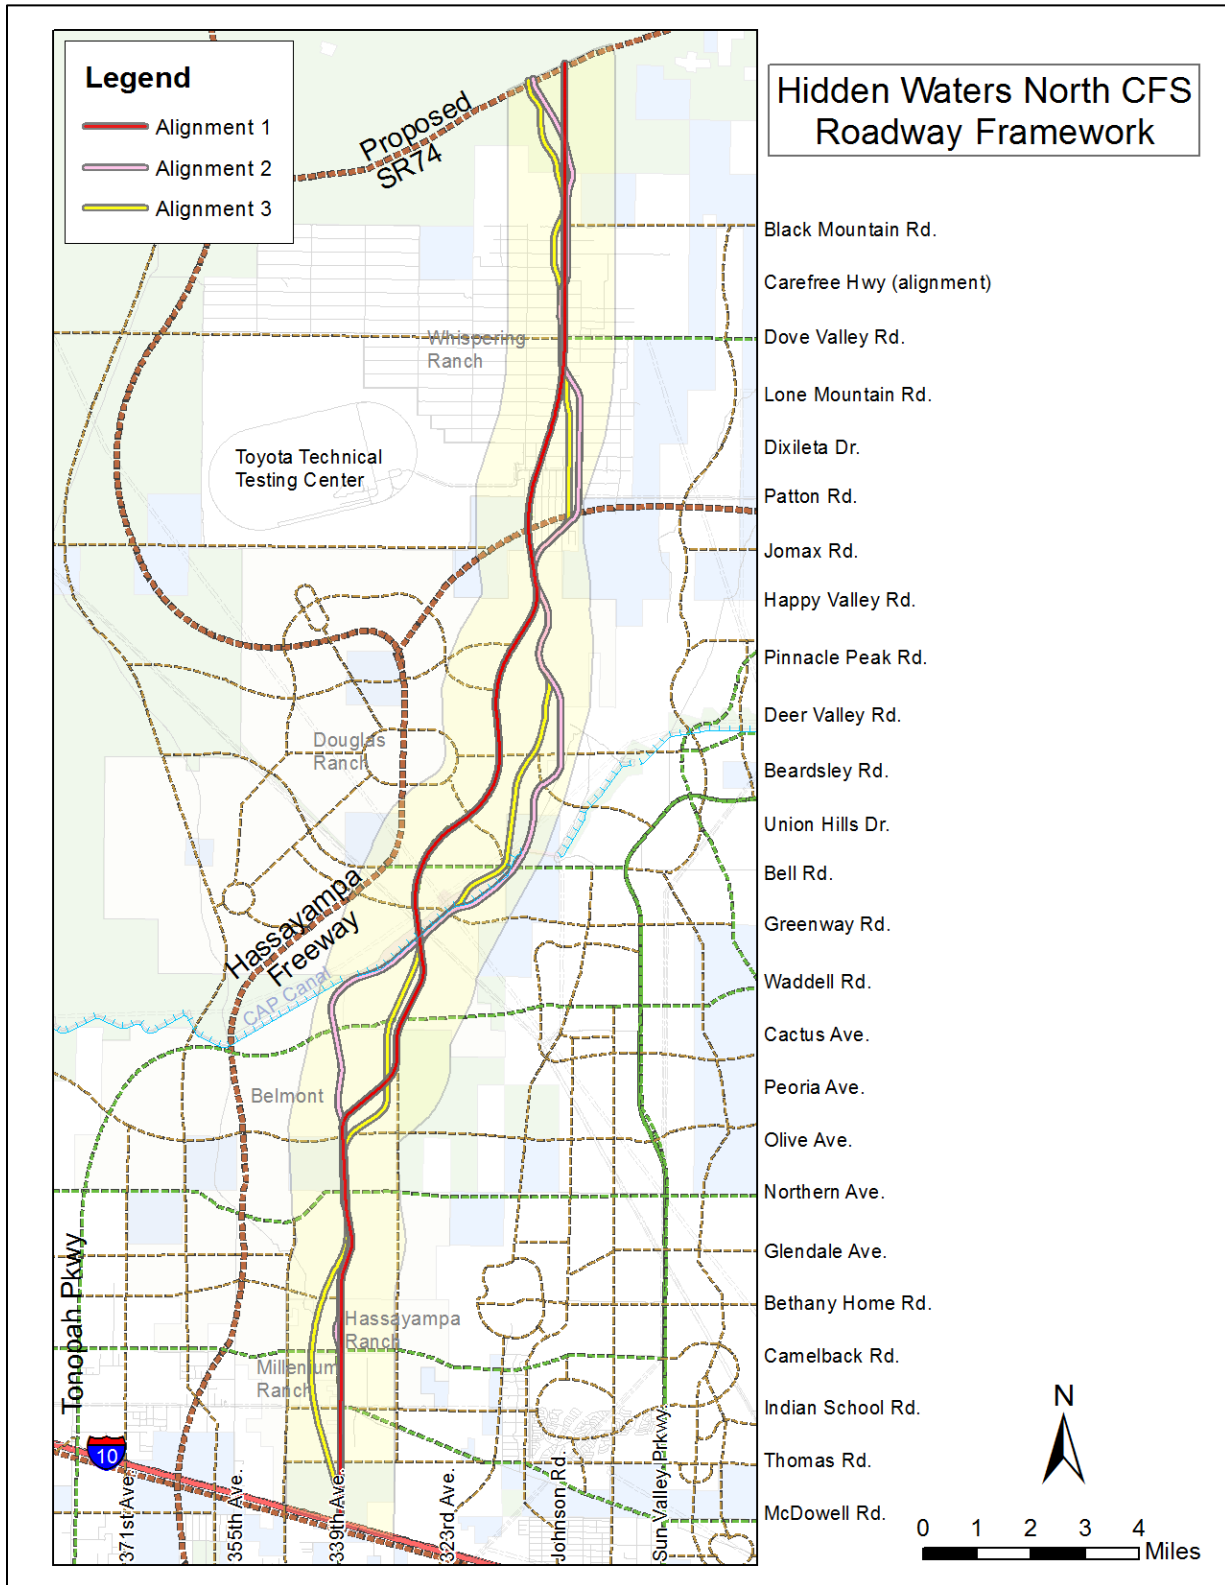 Hidden Waters North CFS
Roadway Framework
Legend
Alignment 1
Alignment 2
Alignment 3
Proposed
SR74
Black Mountain Rd.
Carefree Hwy (alignment)
Dove Valley Rd.
Whispering
Ranch
Lone Mountain Rd.
Dixileta Dr.
Toyota Technical
Testing Center
Patton Rd.
Jomax Rd.
Happy Valley Rd.
Pinnacle Peak Rd.
Deer Valley Rd.
Douglas
Ranch
Beardsley Rd.
Union Hills Dr.
Bell Rd.
Hassayampa
Freeway
Greenway Rd.
CAP Canal
Waddell Rd.
Cactus Ave.
Belmont
Peoria Ave.
Olive Ave.
Northern Ave.
Glendale Ave.
Tonopah Pkwy
Bethany Home Rd.
Hassayampa
Ranch
Camelback Rd.
Millenium
Ranch
Indian School Rd.
Thomas Rd.
McDowell Rd.
10
371st Ave.
355th Ave.
339th Ave.
323rd Ave.
Johnson Rd.
Sun Valley Prkwy.
N
0 1 2 3 4
Miles